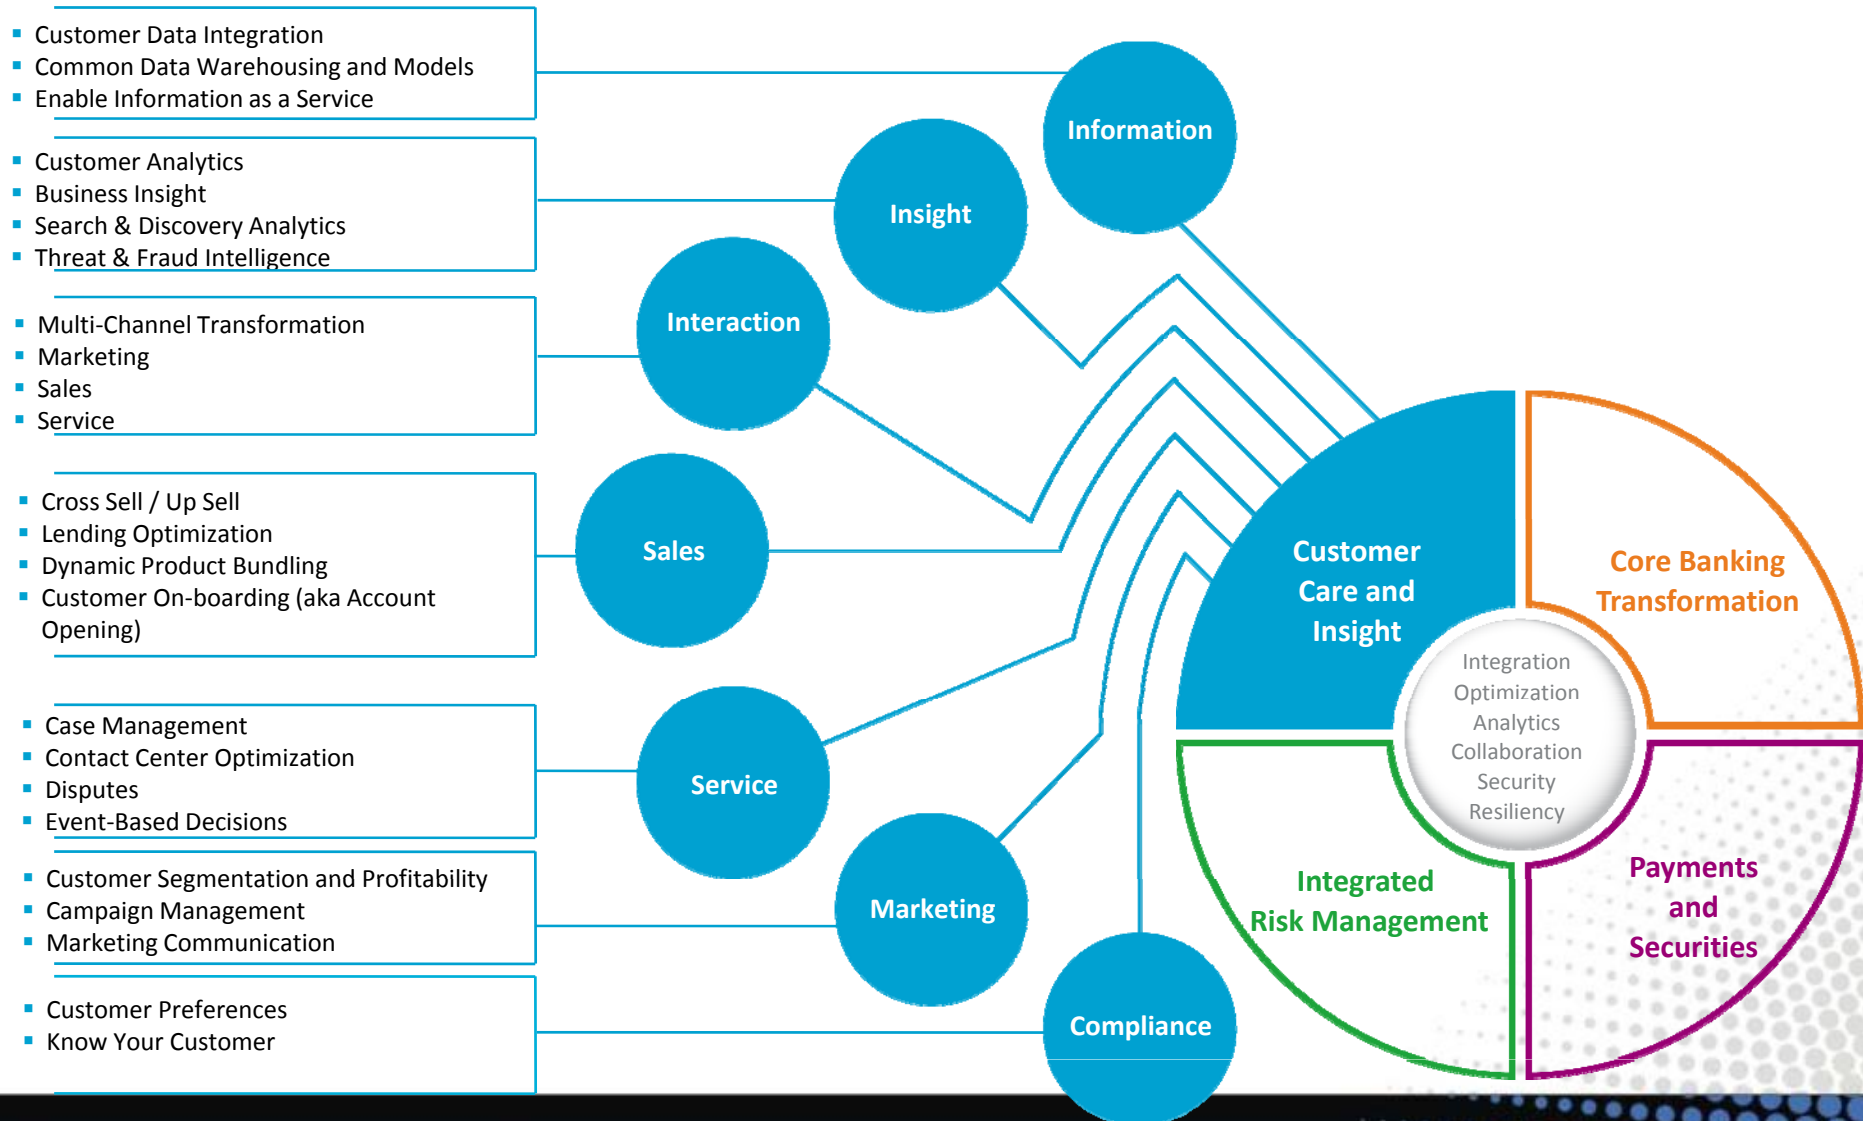 Customer Data Integration
Common Data Warehousing and Models
Enable Information as a Service
Information
Customer Analytics
Business Insight
Search & Discovery Analytics
Threat & Fraud Intelligence
Insight
Multi-Channel Transformation
Marketing
Sales
Service
Interaction
Cross Sell / Up Sell
Lending Optimization
Dynamic Product Bundling
Customer On-boarding (aka Account
Opening)
Sales
Case Management
Contact Center Optimization
Disputes
Event-Based Decisions
Service
Customer Segmentation and Profitability
Campaign Management
Marketing Communication
Marketing
Customer Preferences
Know Your Customer
Compliance
Customer
Care and
Insight
Core Banking
Transformation
Integration
Optimization
Analytics
Collaboration
Security
Resiliency
Integrated
Risk Management
Payments
and
Securities